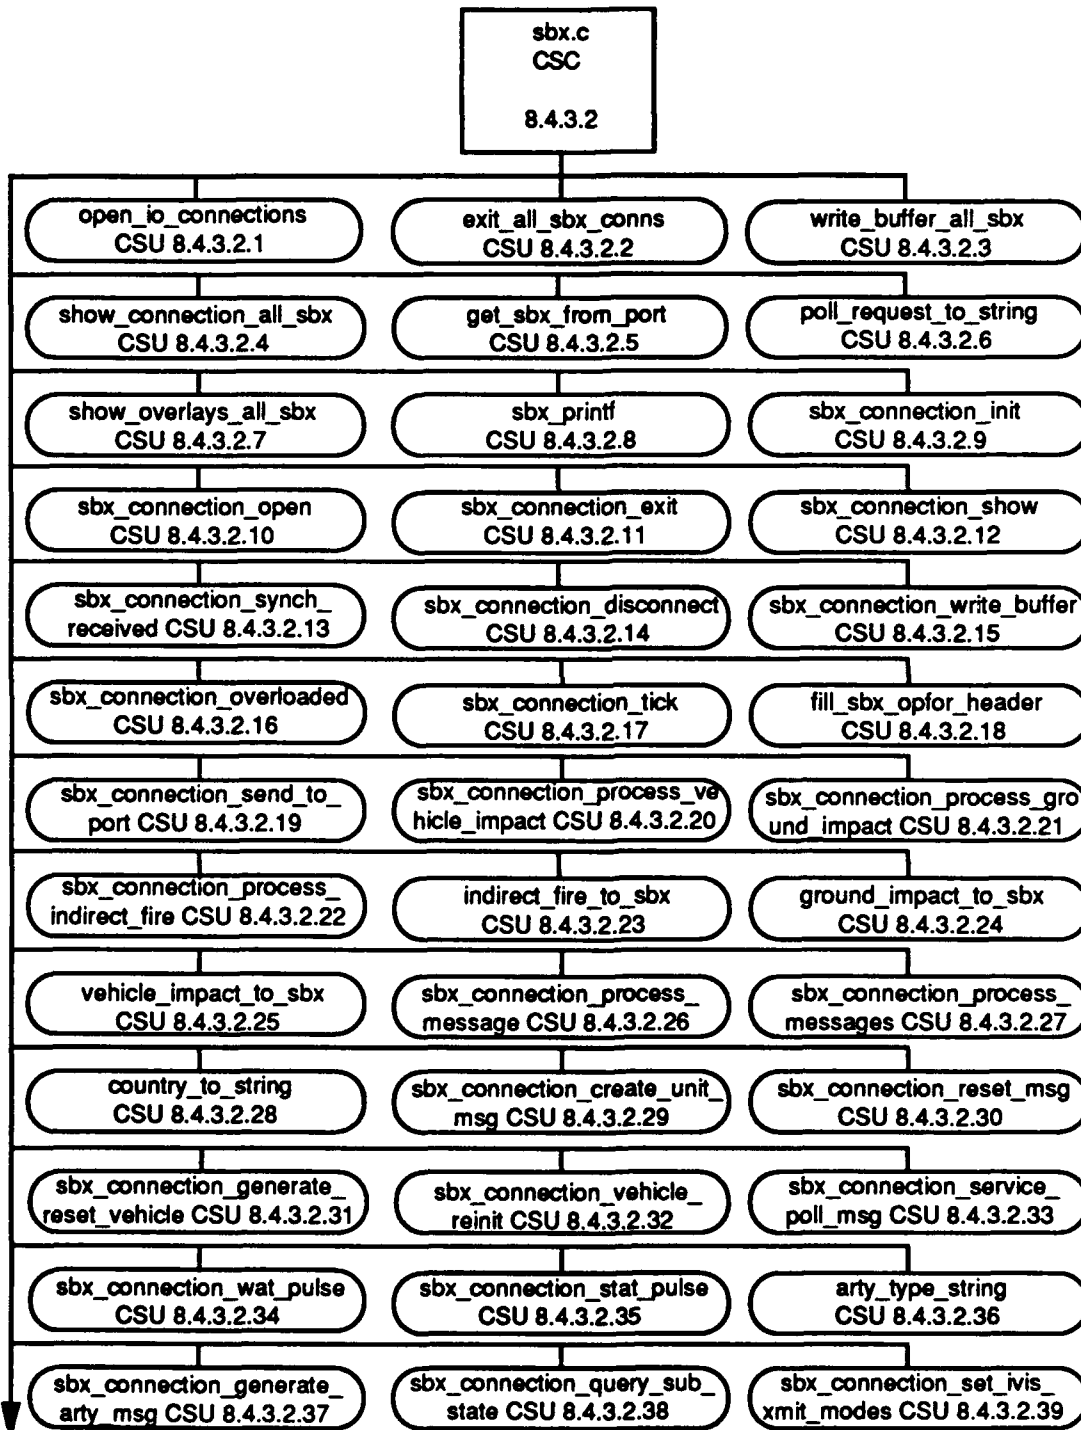 sbx.c
CSC
8.4.3.2
open_io_connections
CSU 8.4.3.2.1
exit_all_sbx_conns
CSU 8.4.3.2.2
write_buffer_all_sbx
CSU 8.4.3.2.3
show_connection_all_sbx
CSU 8.4.3.2.4
get_sbx_from_port
CSU 8.4.3.2.5
poll_request_to_string
CSU 8.4.3.2.6
show_overlays_all_sbx
CSU 8.4.3.2.7
sbx_printf
CSU 8.4.3.2.8
sbx_connection_init
CSU 8.4.3.2.9
sbx_connection_open
CSU 8.4.3.2.10
sbx_connection_exit
CSU 8.4.3.2.11
sbx_connection_show
CSU 8.4.3.2.12
sbx_connection_synch_
received CSU 8.4.3.2.13
sbx_connection_disconnect
CSU 8.4.3.2.14
sbx_connection_write_buffer
CSU 8.4.3.2.15
sbx_connection_overloaded
CSU 8.4.3.2.16
sbx_connection_tick
CSU 8.4.3.2.17
fill_sbx_opfor_header
CSU 8.4.3.2.18
sbx_connection_send_to_
port CSU 8.4.3.2.19
sbx_connection_process_ve
hicle_impact CSU 8.4.3.2.20
sbx_connection_process_gro
und_impact CSU 8.4.3.2.21
sbx_connection_process_
indirect_fire CSU 8.4.3.2.22
indirect_fire_to_sbx
CSU 8.4.3.2.23
ground_impact_to_sbx
CSU 8.4.3.2.24
vehicle_impact_to_sbx
CSU 8.4.3.2.25
sbx_connection_process_
message CSU 8.4.3.2.26
sbx_connection_process_
messages CSU 8.4.3.2.27
country_to_string
CSU 8.4.3.2.28
sbx_connection_create_unit_
msg CSU 8.4.3.2.29
sbx_connection_reset_msg
CSU 8.4.3.2.30
sbx_connection_generate_
reset_vehicle CSU 8.4.3.2.31
sbx_connection_vehicle_
reinit CSU 8.4.3.2.32
sbx_connection_service_
poll_msg CSU 8.4.3.2.33
sbx_connection_wat_pulse
CSU 8.4.3.2.34
sbx_connection_stat_pulse
CSU 8.4.3.2.35
arty_type_string
CSU 8.4.3.2.36
sbx_connection_generate_
arty_msg CSU 8.4.3.2.37
sbx_connection_query_sub_
state CSU 8.4.3.2.38
sbx_connection_set_ivis_
xmit_modes CSU 8.4.3.2.39